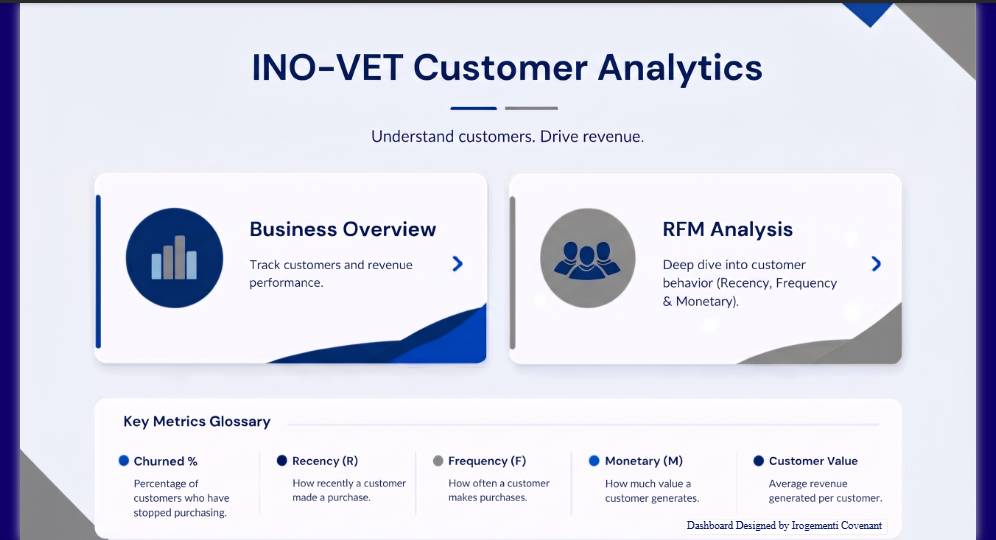 INO-VET Customer Analytics
Understand customers. Drive revenue.
Business Overview
Track customers and revenue
performance.
RFM Analysis
Deep dive into customer
behavior (Recency, Frequency
& Monetary).
Key Metrics Glossary
Churned %
Percentage of
customers who have
stopped purchasing.
Recency (R)
How recently a customer
made a purchase.
Frequency (F)
How often a customer
makes purchases.
Monetary (M)
How much value a
customer generates.
Customer Value
Average revenue
generated per customer.
Dashboard Designed by Irogementi Covenant